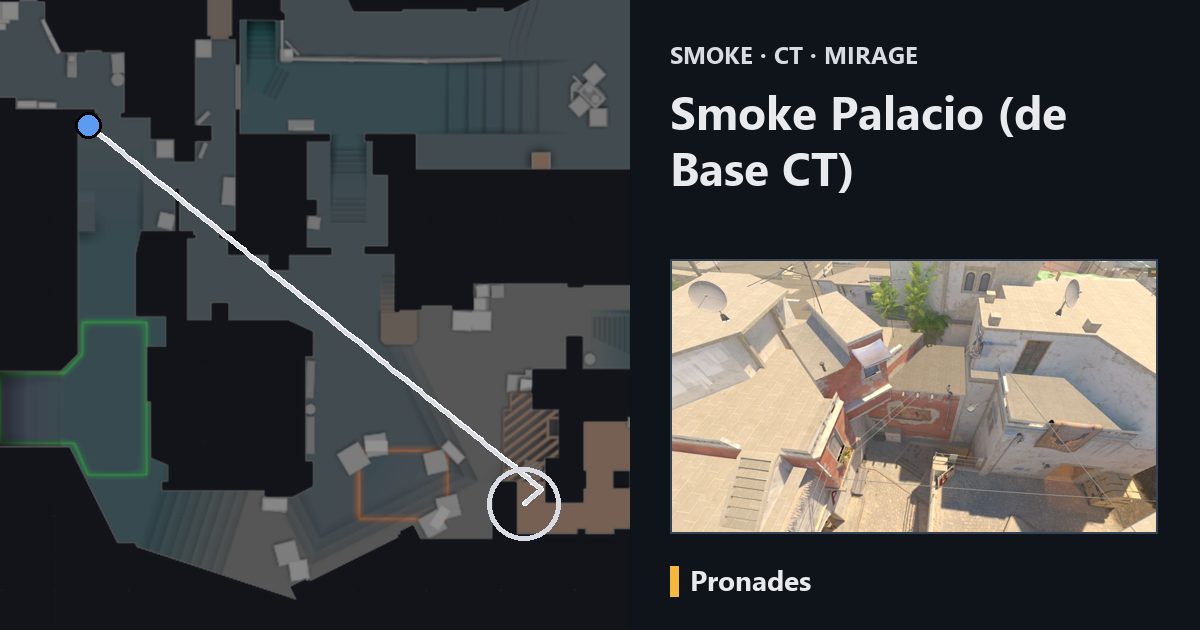 SMOKE · CT · MIRAGE
Smoke Palacio (de
Base CT)
Pronades